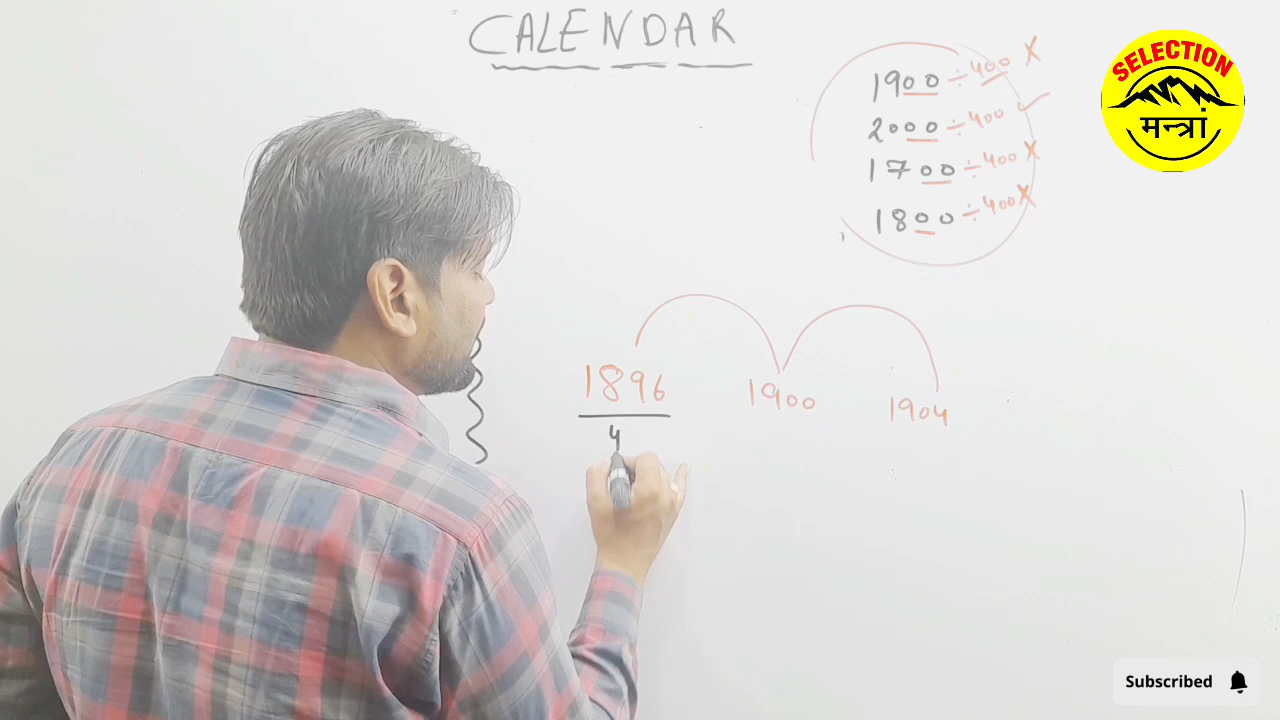 CALENDAR
1900 ÷ 400 X
2000 ÷ 400 ✓
1700 ÷ 400 X
1800 ÷ 400 X
SELECTION
मन्त्रां
1896 1900 1904
4
Subscribed